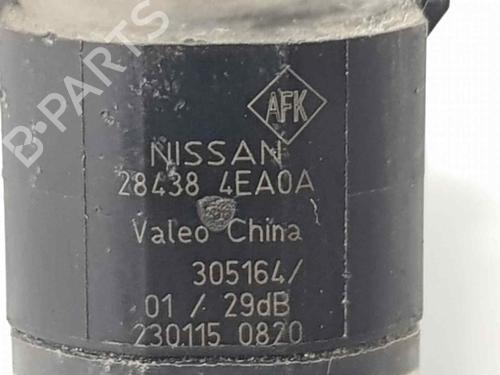 AFK
NISSAN
28438 4EA0A
Valeo China
305164/
01 / 29dB
230115 0820
B-PARTS